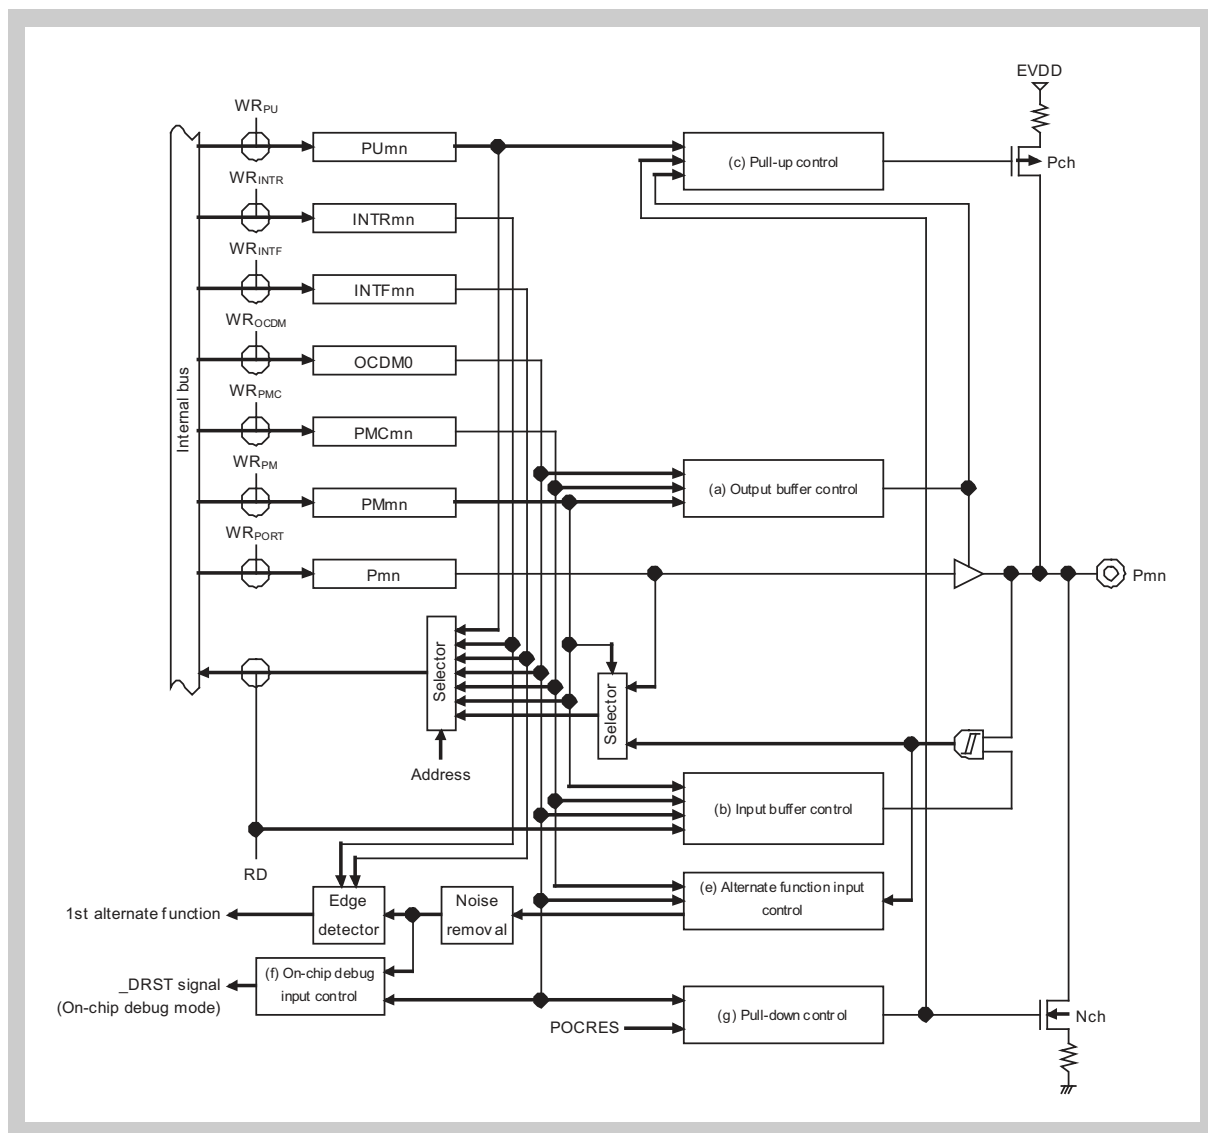 EVDD
WRPU
PUmn
(c) Pull-up control
Pch
WRINTR
INTRmn
WRINTF
INTFmn
WROCDM
OCDM0
Internal bus
WRPMC
PMCmn
WRPM
PMmn
(a) Output buffer control
WRPORT
Pmn
Pmn
Selector
Selector
Address
(b) Input buffer control
RD
(e) Alternate function input
control
1st alternate function
Edge
detector
Noise
removal
_DRST signal
(On-chip debug mode)
(f) On-chip debug
input control
POCRES
(g) Pull-down control
Nch